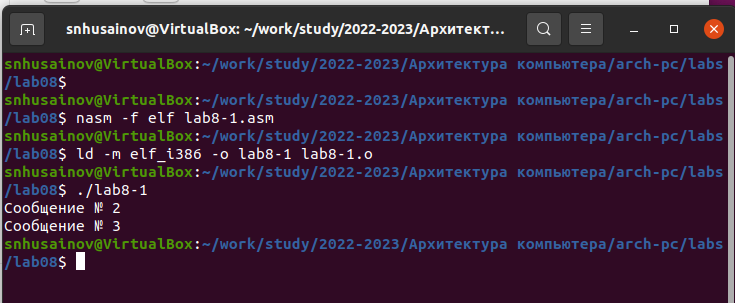 snhusainov@VirtualBox: ~/work/study/2022-2023/Архитект...
snhusainov@VirtualBox:~/work/study/2022-2023/Архитектура компьютера/arch-pc/labs
/lab08$
snhusainov@VirtualBox:~/work/study/2022-2023/Архитектура компьютера/arch-pc/labs
/lab08$ nasm -f elf lab8-1.asm
snhusainov@VirtualBox:~/work/study/2022-2023/Архитектура компьютера/arch-pc/labs
/lab08$ ld -m elf_i386 -o lab8-1 lab8-1.o
snhusainov@VirtualBox:~/work/study/2022-2023/Архитектура компьютера/arch-pc/labs
/lab08$ ./lab8-1
Сообщение № 2
Сообщение № 3
snhusainov@VirtualBox:~/work/study/2022-2023/Архитектура компьютера/arch-pc/labs
/lab08$